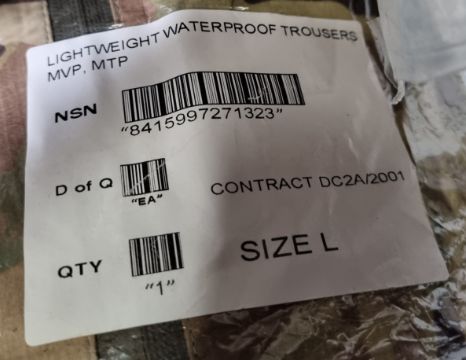 LIGHTWEIGHT WATERPROOF TROUSERS
MVP, MTP
NSN
"8415997271323"
D of Q
"EA"
CONTRACT DC2A/2001
QTY
"1"
SIZE L